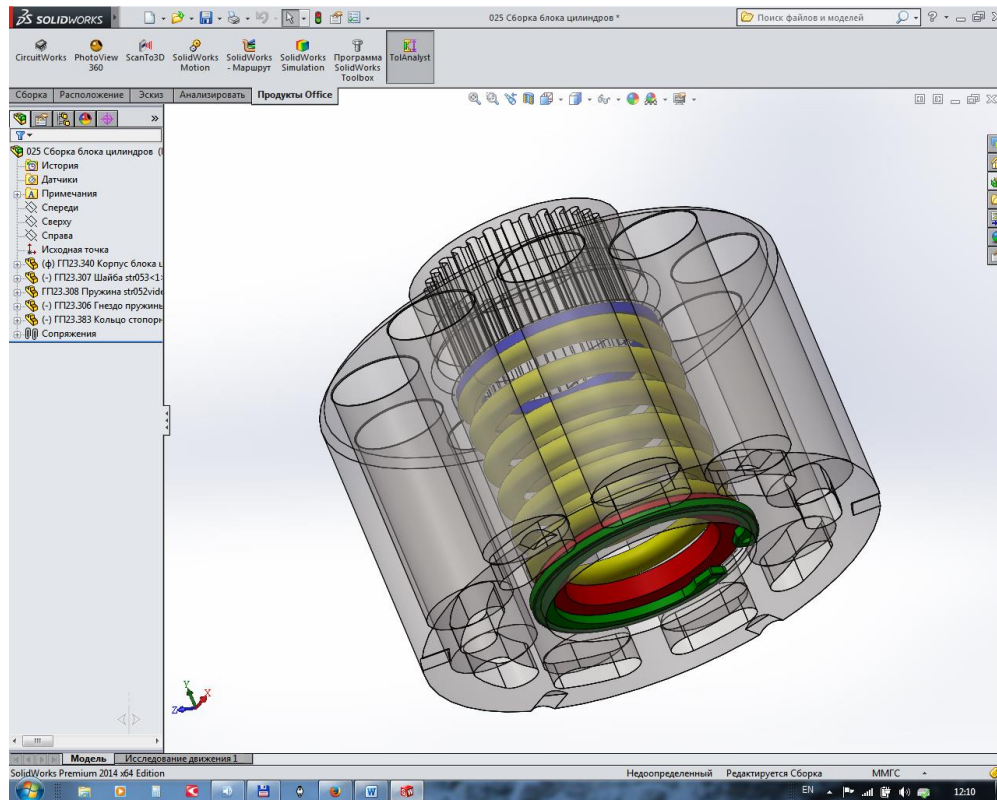 SOLIDWORKS
025 Сборка блока цилиндров *
Поиск файлов и моделей
CircuitWorks
PhotoView 360
ScanTo3D
SolidWorks Motion
SolidWorks - Маршрут
SolidWorks Simulation
Программа SolidWorks Toolbox
TolAnalyst
Сборка Расположение Эскиз Анализировать Продукты Office
025 Сборка блока цилиндров (
История
Датчики
Примечания
Спереди
Сверху
Справа
Исходная точка
(ф) ГП23.340 Корпус блока ц
(-) ГП23.307 Шайба str053<1>
ГП23.308 Пружина str052vide
(-) ГП23.306 Гнездо пружины
(-) ГП23.383 Кольцо стопорн
Сопряжения
Y
X
Z
Модель Исследование движения 1
SolidWorks Premium 2014 x64 Edition
Недоопределенный Редактируется Сборка ММГС
EN 12:10